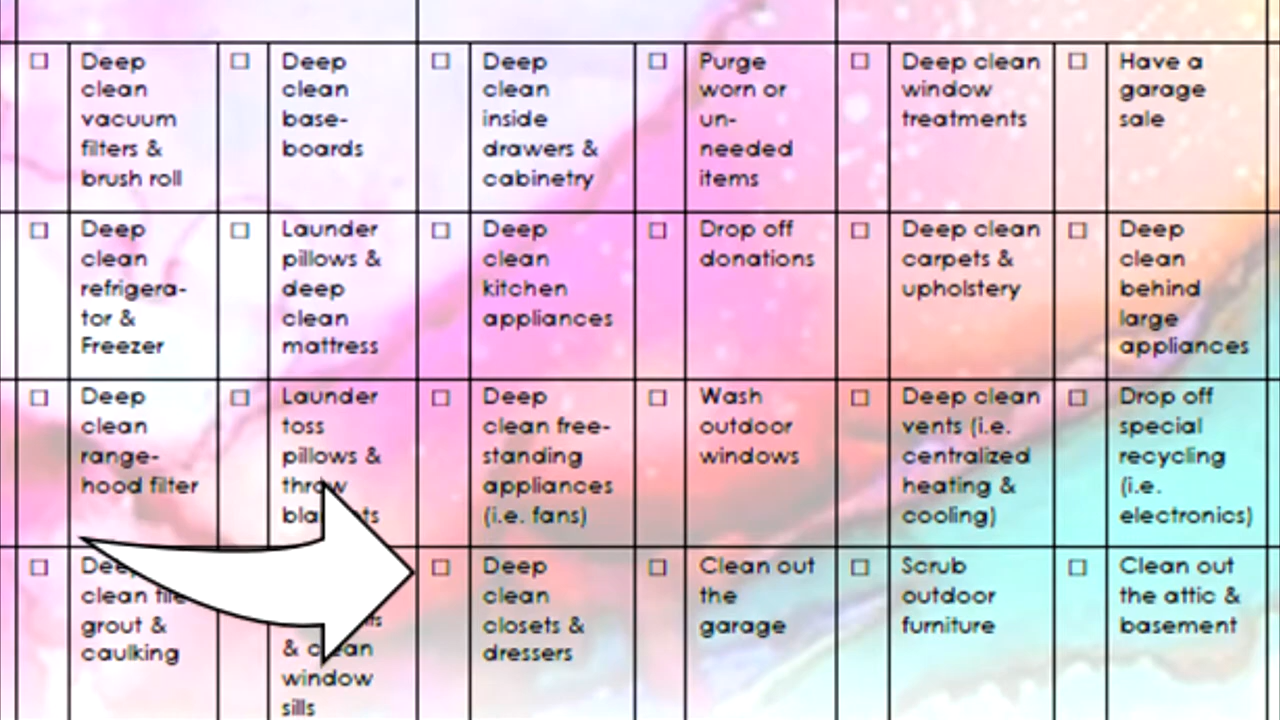 Deep
clean
vacuum
filters &
brush roll
Deep
clean
base-
boards
Deep
clean
inside
drawers &
cabinetry
Purge
worn or
un-
needed
items
Deep clean
window
treatments
Have a
garage
sale
Deep
clean
refrigera-
tor &
Freezer
Launder
pillows &
deep
clean
mattress
Deep
clean
kitchen
appliances
Drop off
donations
Deep clean
carpets &
upholstery
Deep
clean
behind
large
appliances
Deep
clean
range-
hood filter
Launder
toss
pillows &
throw
Deep
clean free-
standing
appliances
(i.e. fans)
Wash
outdoor
windows
Deep clean
vents (i.e.
centralized
heating &
cooling)
Drop off
special
recycling
(i.e.
electronics)
Deep
clean tile
grout &
caulking
& clean
window
sills
Deep
clean
closets &
dressers
Clean out
the
garage
Scrub
outdoor
furniture
Clean out
the attic &
basement